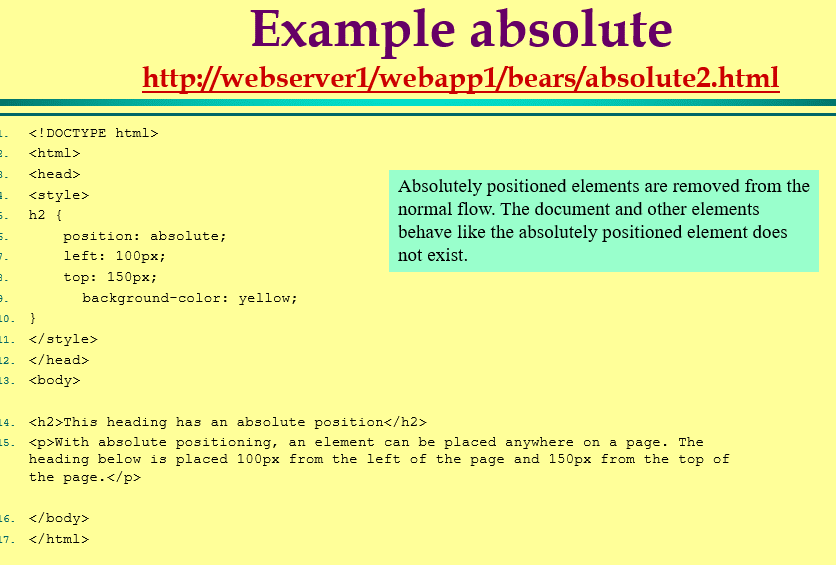 Example absolute
http://webserver1/webapp1/bears/absolute2.html
1. <!DOCTYPE html>
2. <html>
3. <head>
4. <style>
5. h2 {
6. position: absolute;
7. left: 100px;
8. top: 150px;
9. background-color: yellow;
10. }
11. </style>
12. </head>
13. <body>
Absolutely positioned elements are removed from the
normal flow. The document and other elements
behave like the absolutely positioned element does
not exist.
14. <h2>This heading has an absolute position</h2>
15. <p>With absolute positioning, an element can be placed anywhere on a page. The
heading below is placed 100px from the left of the page and 150px from the top of
the page.</p>
16. </body>
17. </html>